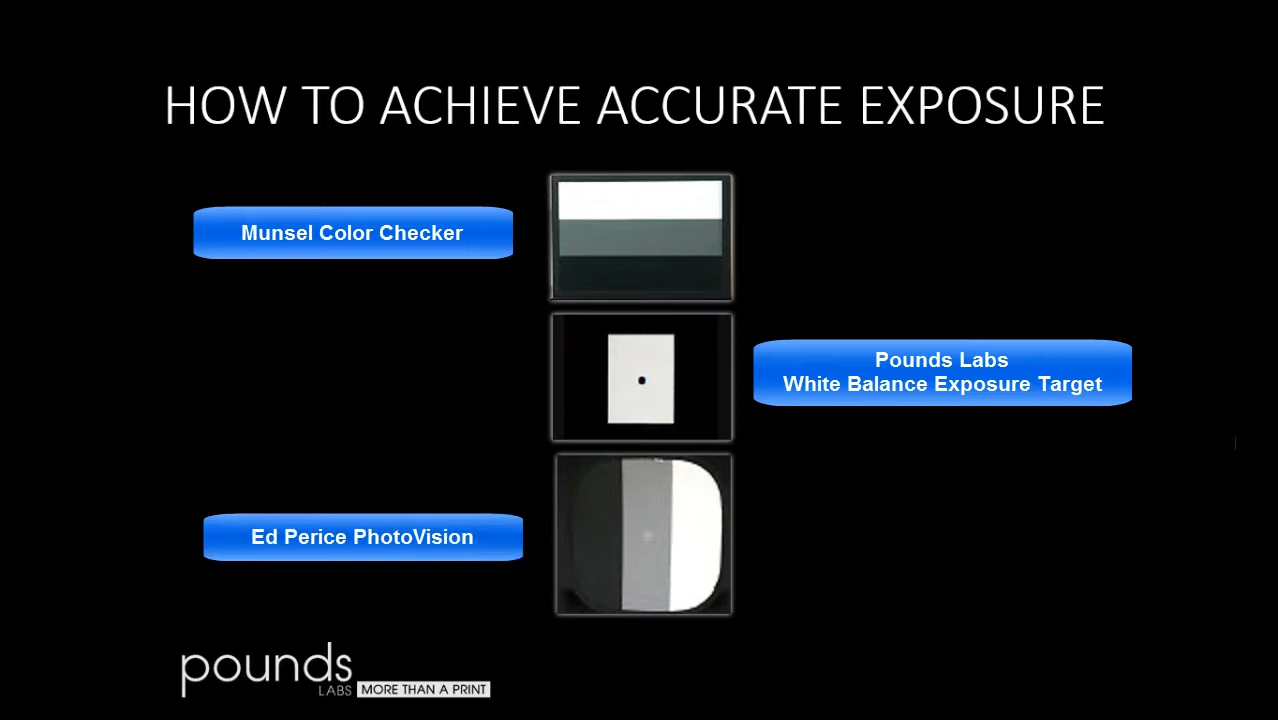 HOW TO ACHIEVE ACCURATE EXPOSURE
Munsel Color Checker
Pounds Labs
White Balance Exposure Target
Ed Perice PhotoVision
pounds
LABS MORE THAN A PRINT